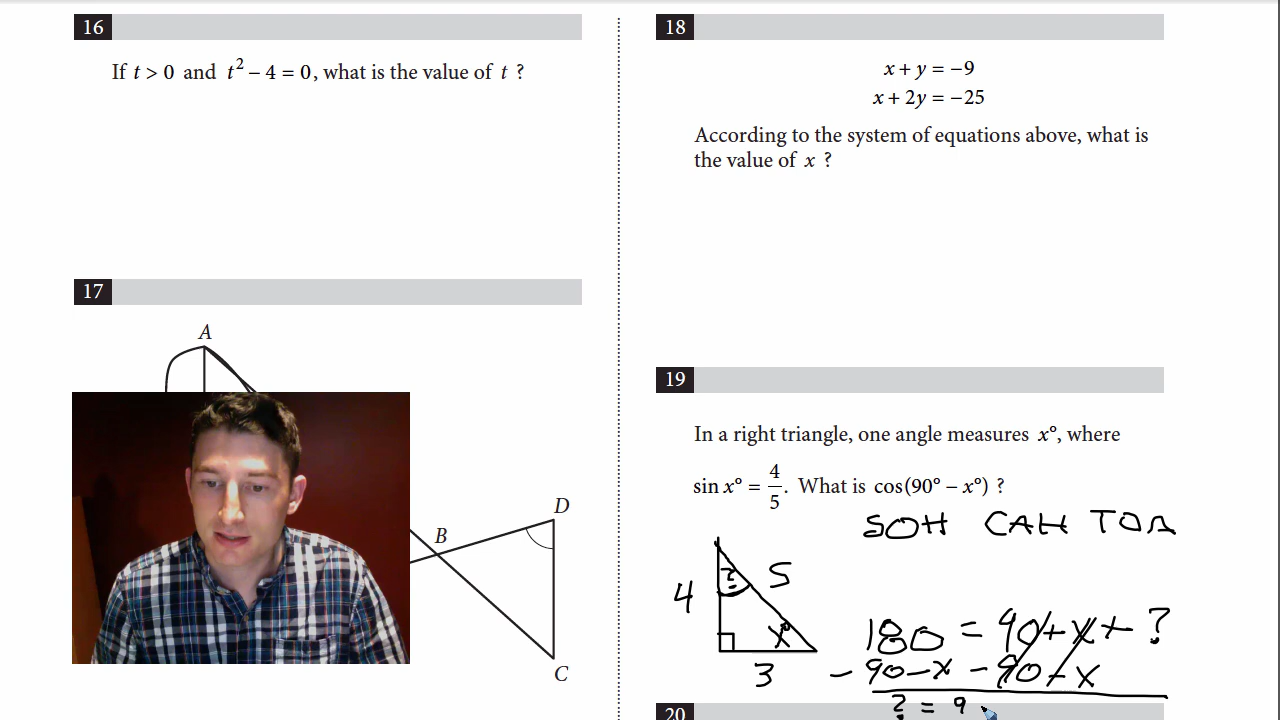 16
If t > 0 and t² – 4 = 0, what is the value of t ?
17
A
B
D
C
18
x + y = –9
x + 2y = –25
According to the system of equations above, what is
the value of x ?
19
In a right triangle, one angle measures x°, where
sin x° = 4/5. What is cos(90° – x°) ?
SOH CAH TOA
4 ? 5
x°
3
180 = 90 + x + ?
– 90 – x – 90 – x
? = 9
20